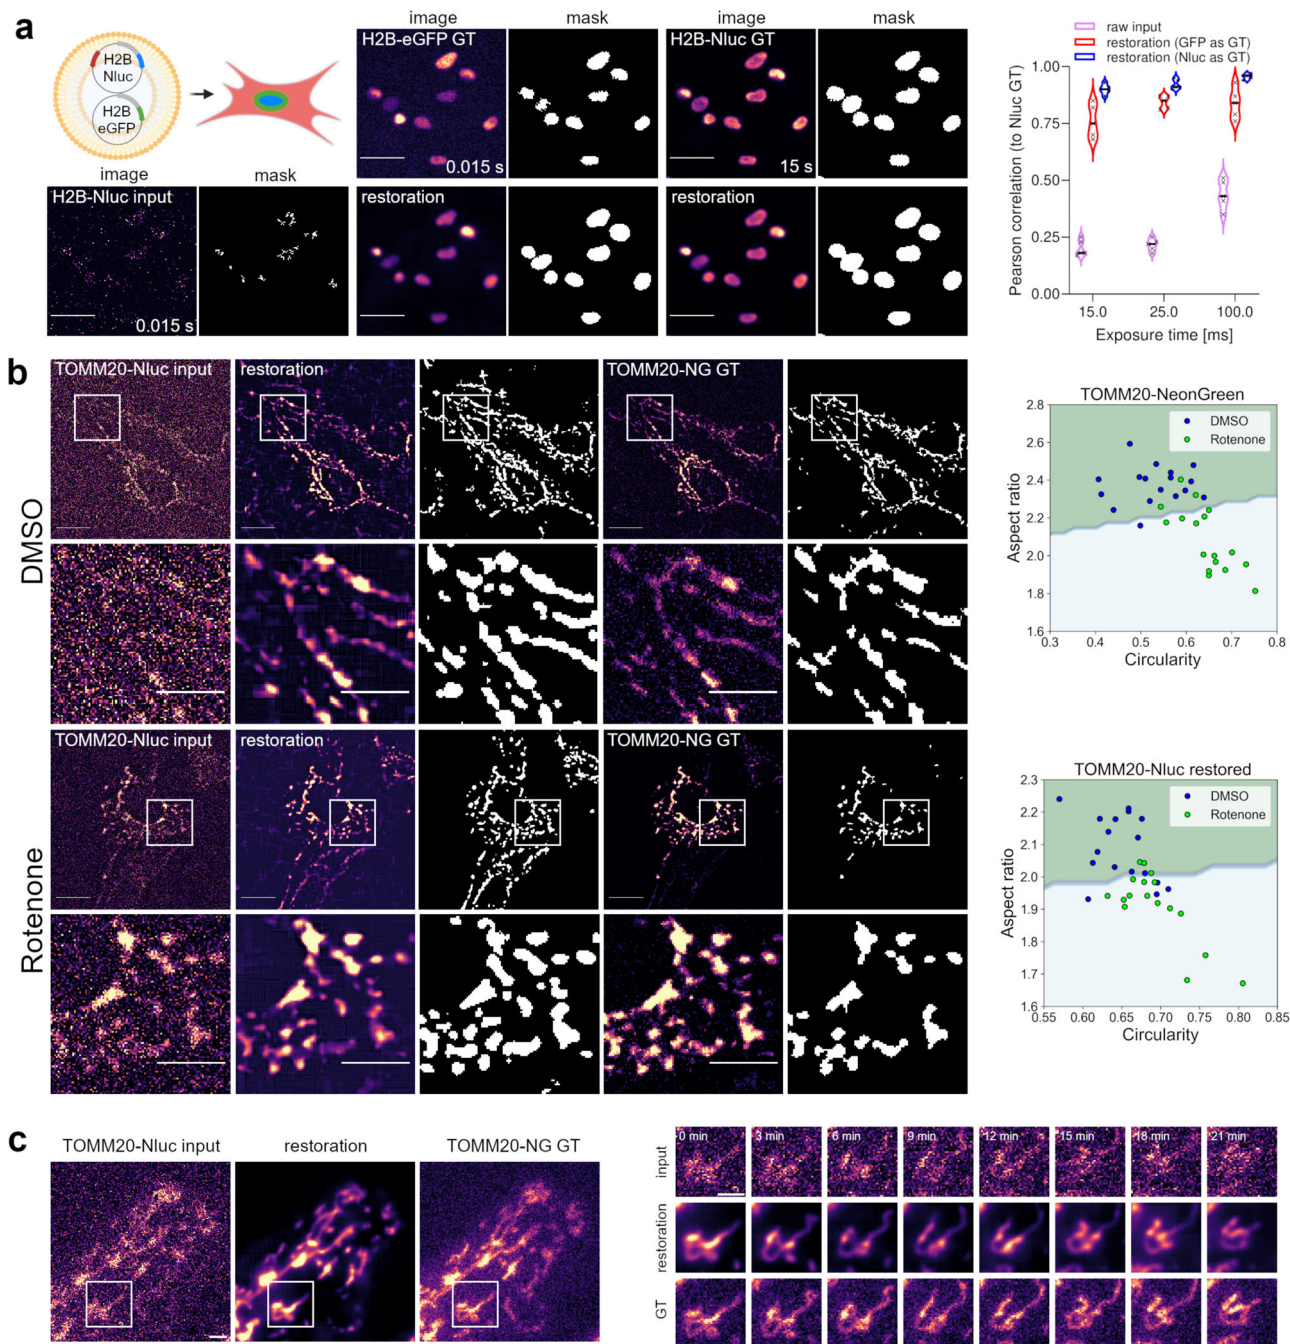 a
H2B
Nluc
H2B
eGFP
image
mask
image
mask
H2B-eGFP GT
0.015 s
H2B-Nluc GT
15 s
image
mask
H2B-Nluc input
0.015 s
restoration
restoration
raw input
restoration (GFP as GT)
restoration (Nluc as GT)
Pearson correlation (to Nluc GT)
1.00
0.75
0.50
0.25
0.00
15.0
25.0
100.0
Exposure time [ms]
b
DMSO
TOMM20-Nluc input
restoration
TOMM20-NG GT
Rotenone
TOMM20-Nluc input
restoration
TOMM20-NG GT
TOMM20-NeonGreen
DMSO
Rotenone
Aspect ratio
2.8
2.6
2.4
2.2
2.0
1.8
1.6
0.3
0.4
0.5
0.6
0.7
0.8
Circularity
TOMM20-Nluc restored
DMSO
Rotenone
Aspect ratio
2.3
2.2
2.1
2.0
1.9
1.8
1.7
1.6
0.55
0.60
0.65
0.70
0.75
0.80
0.85
Circularity
c
TOMM20-Nluc input
restoration
TOMM20-NG GT
input
0 min
3 min
6 min
9 min
12 min
15 min
18 min
21 min
restoration
GT